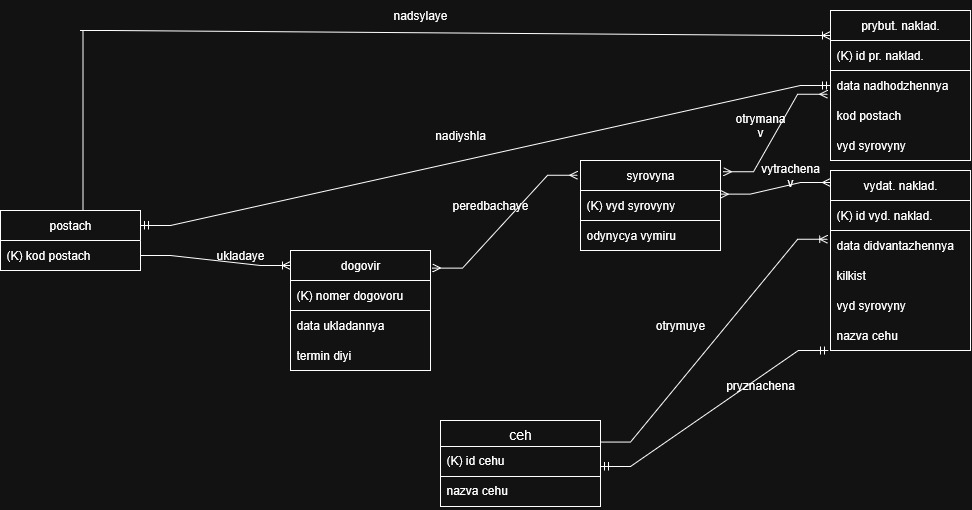 nadsylaye
prybut. naklad.
(K) id pr. naklad.
data nadhodzhennya
kod postach
vyd syrovyny
otrymana
v
nadiyshla
syrovyna
(K) vyd syrovyny
odynycya vymiru
vytrachena
v
vydat. naklad.
(K) id vyd. naklad.
data didvantazhennya
kilkist
vyd syrovyny
nazva cehu
peredbachaye
postach
(K) kod postach
ukladaye
dogovir
(K) nomer dogovoru
data ukladannya
termin diyi
otrymuye
pryznachena
ceh
(K) id cehu
nazva cehu